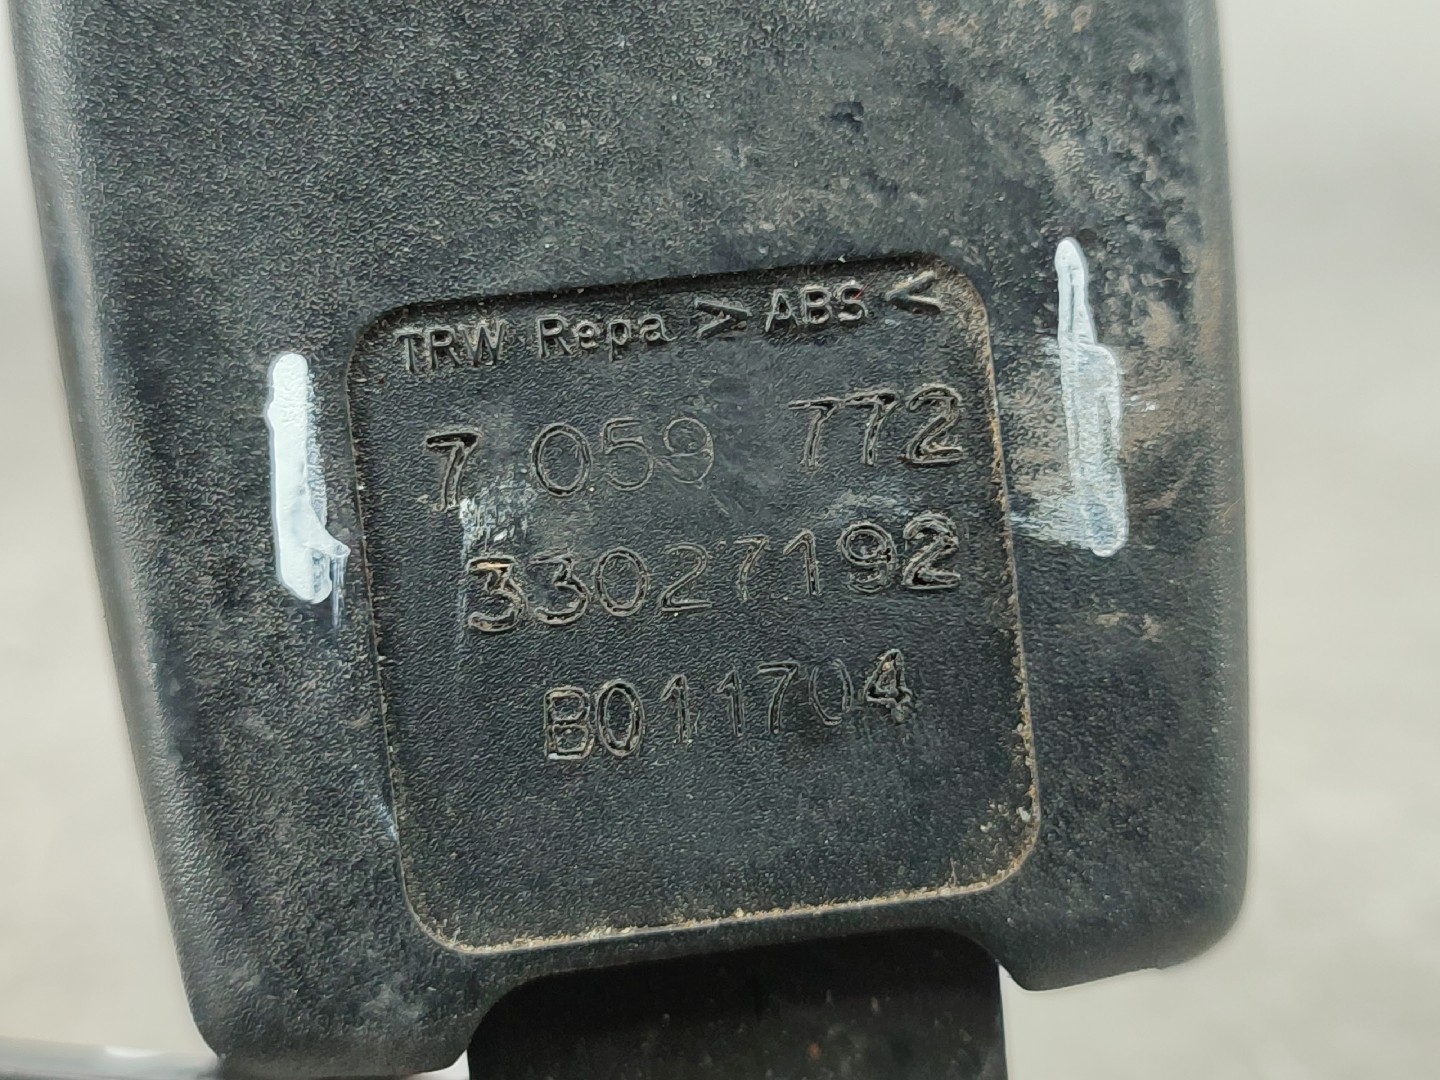 TRW Repa >ABS<
7 059 772
33027192
B011704